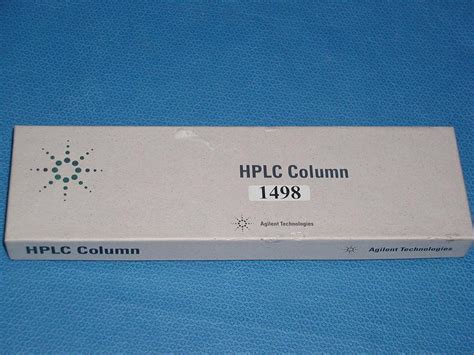 HPLC Column
1498
Agilent Technologies
HPLC Column
Agilent Technologies